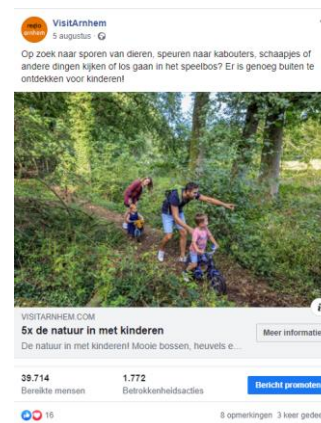 regio
arnhem
VisitArnhem
5 augustus ·
Op zoek naar sporen van dieren, speuren naar kabouters, schaapjes of
andere dingen kijken of los gaan in het speelbos? Er is genoeg buiten te
ontdekken voor kinderen!
VISITARNHEM.COM
5x de natuur in met kinderen
De natuur in met kinderen! Mooie bossen, heuvels e...
Meer informatie
39.714
Bereikte mensen
1.772
Betrokkenheidsacties
Bericht promoten
16
8 opmerkingen 3 keer gedee